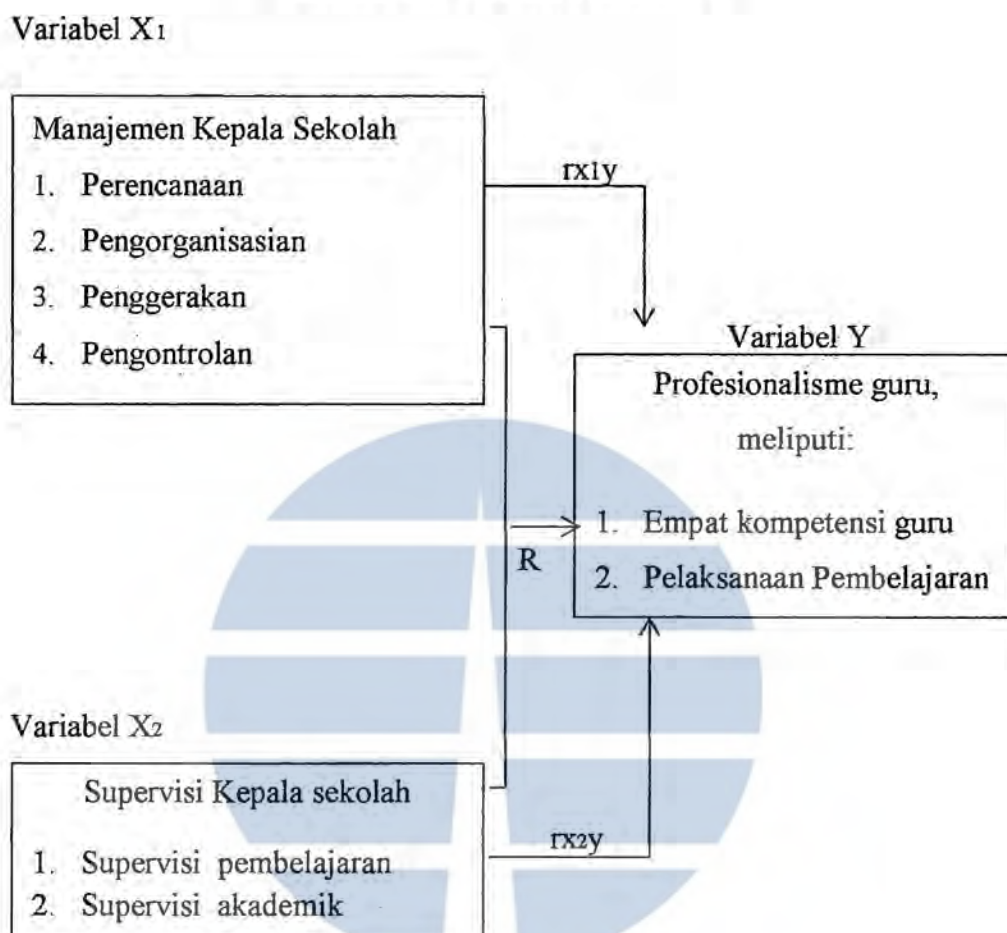 Variabel X1
Manajemen Kepala Sekolah
1. Perencanaan
2. Pengorganisasian
3. Penggerakan
4. Pengontrolan
rx1y
Variabel Y
Profesionalisme guru,
meliputi:
1. Empat kompetensi guru
2. Pelaksanaan Pembelajaran
R
Variabel X2
Supervisi Kepala sekolah
1. Supervisi pembelajaran
2. Supervisi akademik
rx2y